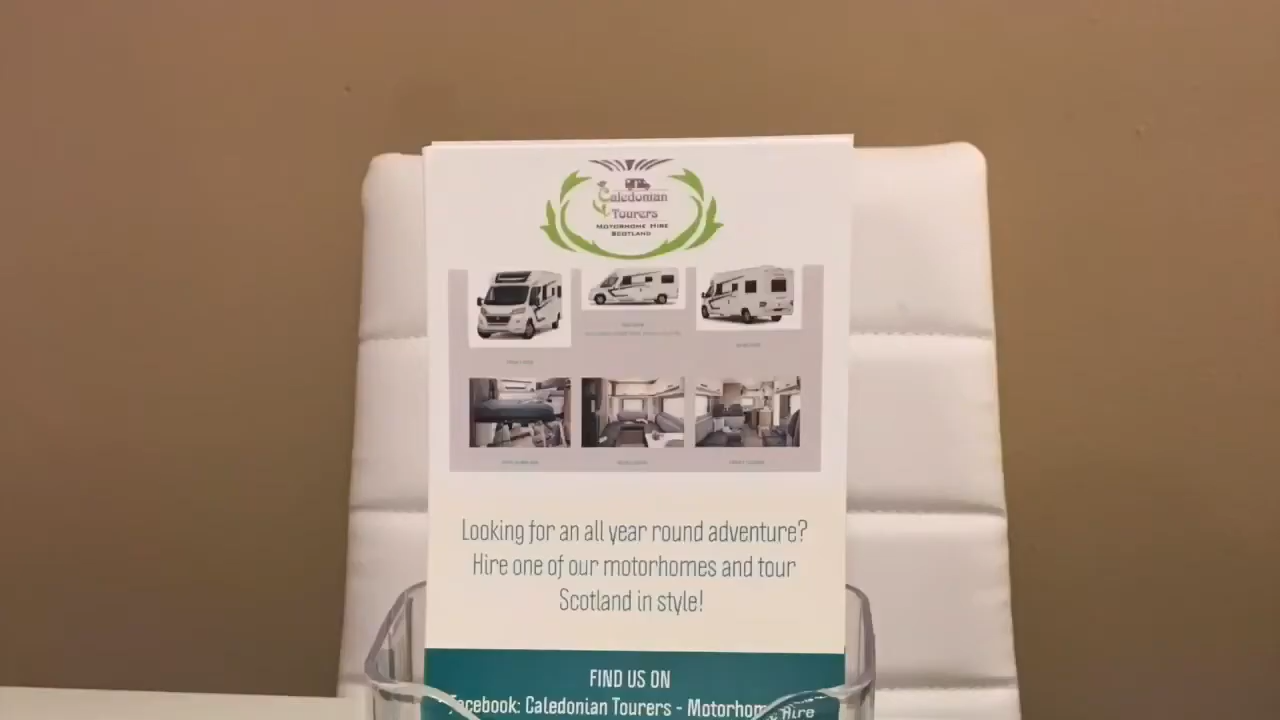 Caledonian
Tourers
MOTORHOME HIRE
SCOTLAND
Looking for an all year round adventure?
Hire one of our motorhomes and tour
Scotland in style!
FIND US ON
Facebook: Caledonian Tourers - Motorhome Hire